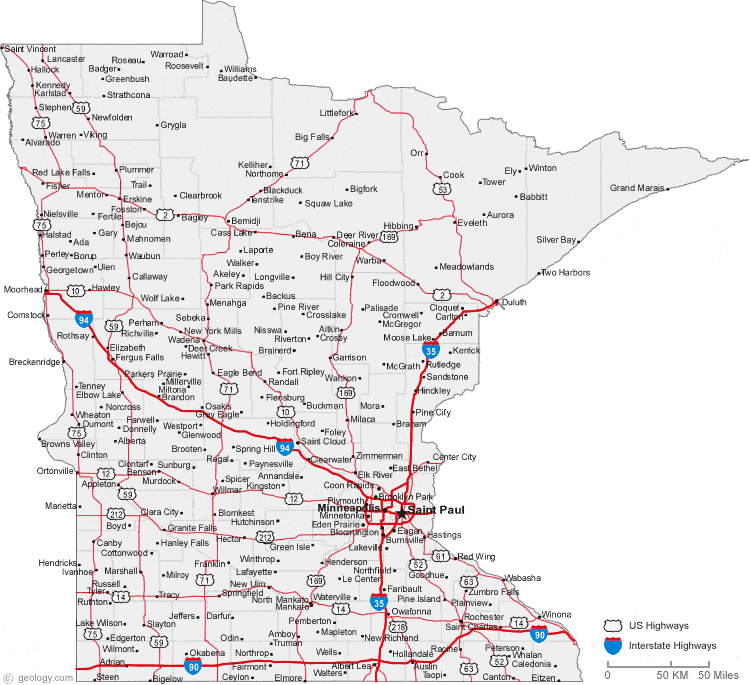 Saint Vincent
Lancaster
Roseau
Warroad
Hallock
Badger
Roosevelt
Williams
Greenbush
Baudette
Kennedy
Karlstad
Strathcona
Stephen
59
Newfolden
Littlefork
75
Grygla
Warren
Viking
Big Falls
Alvarado
Orr
Kelliher
71
Red Lake Falls
Plummer
Northome
Cook
Ely
Winton
Fisher
Trail
Blackduck
Bigfork
53
Tower
Grand Marais
Mentor
Erskine
Clearbrook
Tenstrike
Squaw Lake
Babbitt
Fosston
Nielsville
Fertile
2
Bagley
Bemidji
Aurora
75
Bejou
Hibbing
Eveleth
Halstad
Gary
Mahnomen
Cass Lake
Bena
Deer River
169
Ada
Coleraine
Silver Bay
Perley
Borup
Waubun
Laporte
Boy River
Warba
Georgetown
Ulen
Walker
Meadowlands
Callaway
Akeley
Longville
Hill City
Two Harbors
Park Rapids
Floodwood
Moorhead
10
Hawley
Wolf Lake
Backus
2
Duluth
Menahga
Pine River
Palisade
Cloquet
Comstock
94
Sebeka
Crosslake
Cromwell
Carlton
59
Perham
McGregor
Rothsay
Richville
New York Mills
Nisswa
Aitkin
Barnum
Wadena
Riverton
Crosby
Moose Lake
Elizabeth
Deer Creek
Brainerd
35
Kerrick
Breckenridge
Fergus Falls
Hewitt
Garrison
McGrath
Rutledge
Parkers Prairie
Eagle Bend
Fort Ripley
Wahkon
Sandstone
Tenney
Millerville
Randall
Hinckley
Elbow Lake
Miltona
71
169
Brandon
Flensburg
Norcross
Osakis
Buckman
Mora
Wheaton
Grey Eagle
10
Pine City
Dumont
Farwell
Westport
Holdingford
Milaca
Braham
75
Donnelly
Glenwood
Foley
Browns Valley
Alberta
Saint Cloud
Brooten
Spring Hill
94
Clinton
Regal
Clearwater
Zimmerman
Center City
Clontarf
Sunburg
Paynesville
East Bethel
Ortonville
12
Benson
Annandale
Elk River
Appleton
Murdock
Spicer
Kingston
Coon Rapids
59
Willmar
12
Plymouth
Brooklyn Park
Marietta
Clara City
Blomkest
Minneapolis
Saint Paul
212
Hutchinson
Minnetonka
Boyd
Granite Falls
Eden Prairie
Hector
212
Bloomington
Eagan
Hastings
Canby
Hanley Falls
Green Isle
Burnsville
Cottonwood
Lakeville
61
Red Wing
Hendricks
Franklin
Winthrop
Henderson
52
Ivanhoe
Marshall
Milroy
Lafayette
Northfield
Goodhue
Wabasha
71
169
Le Center
63
Russell
New Ulm
Faribault
Zumbro Falls
Tyler
14
Tracy
Springfield
Waterville
35
Pine Island
Ruthton
North Mankato
Plainview
Mankato
14
Owatonna
Winona
Lake Wilson
Jeffers
Darfur
Pemberton
Rochester
14
Slayton
218
Saint Charles
75
Edgerton
Odin
Amboy
Mapleton
New Richland
90
59
Truman
Wilmont
Okabena
Northrop
Wells
Racine
Peterson
Whalan
Adrian
90
Fairmont
Albert Lea
Hollandale
63
52
Caledonia
Steen
Bigelow
Ceylon
Elmore
Walters
Austin
Taopi
Canton
Eitzen
US Highways
Interstate Highways
0 50 KM 50 Miles
© geology.com